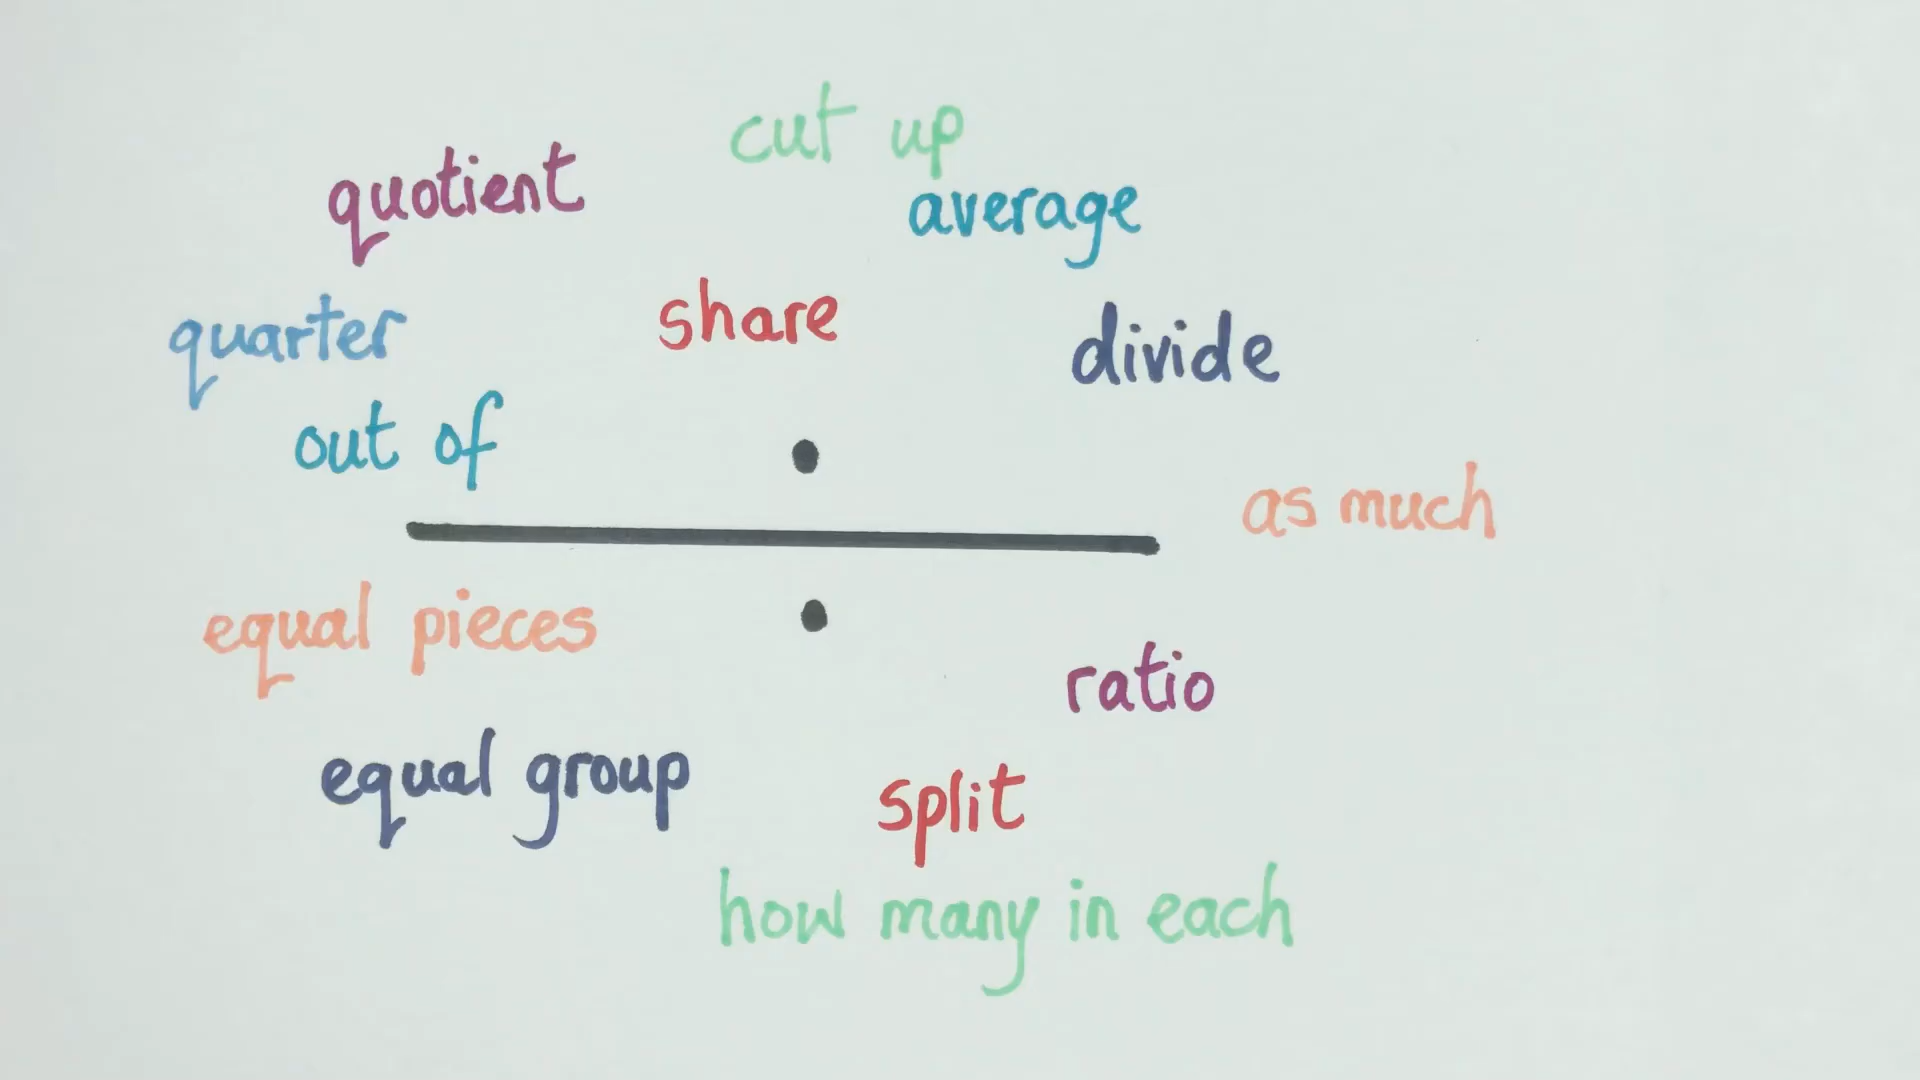 cut up
quotient
average
share
quarter
divide
out of
as much
÷
equal pieces
ratio
equal group
split
how many in each